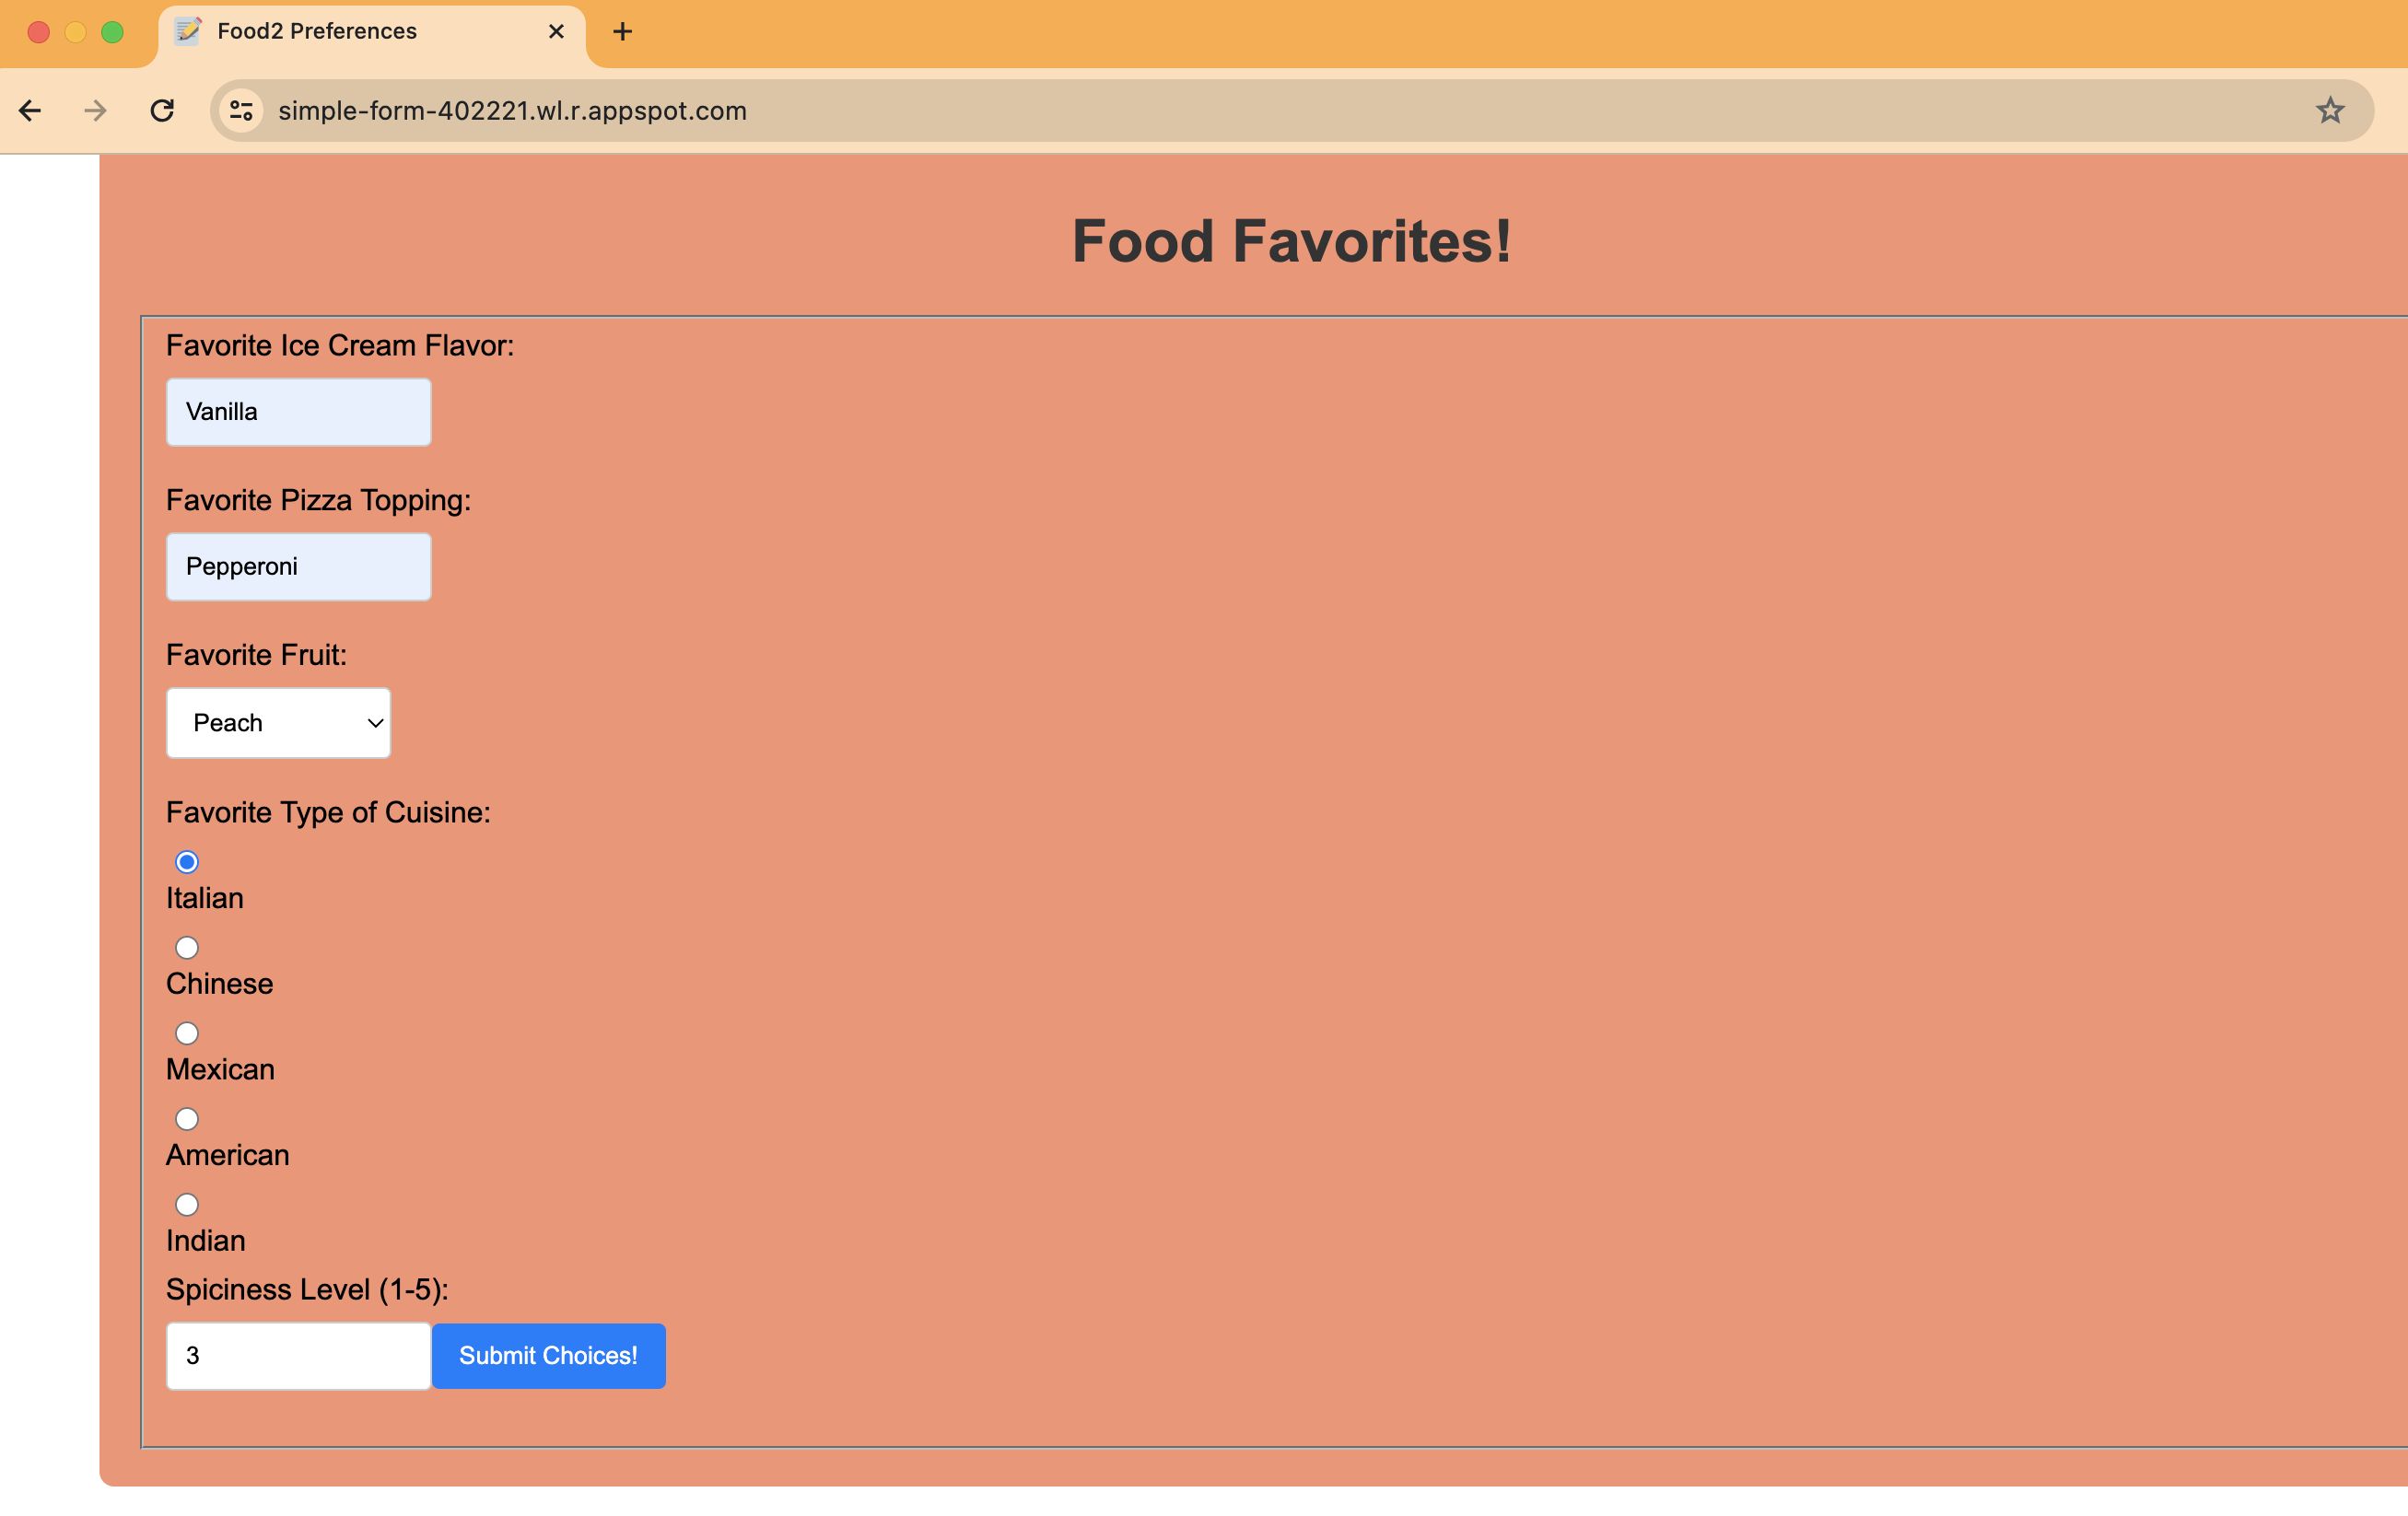 Food2 Preferences
simple-form-402221.wl.r.appspot.com
Food Favorites!
Favorite Ice Cream Flavor:
Vanilla
Favorite Pizza Topping:
Pepperoni
Favorite Fruit:
Peach
Favorite Type of Cuisine:
Italian
Chinese
Mexican
American
Indian
Spiciness Level (1-5):
3 Submit Choices!